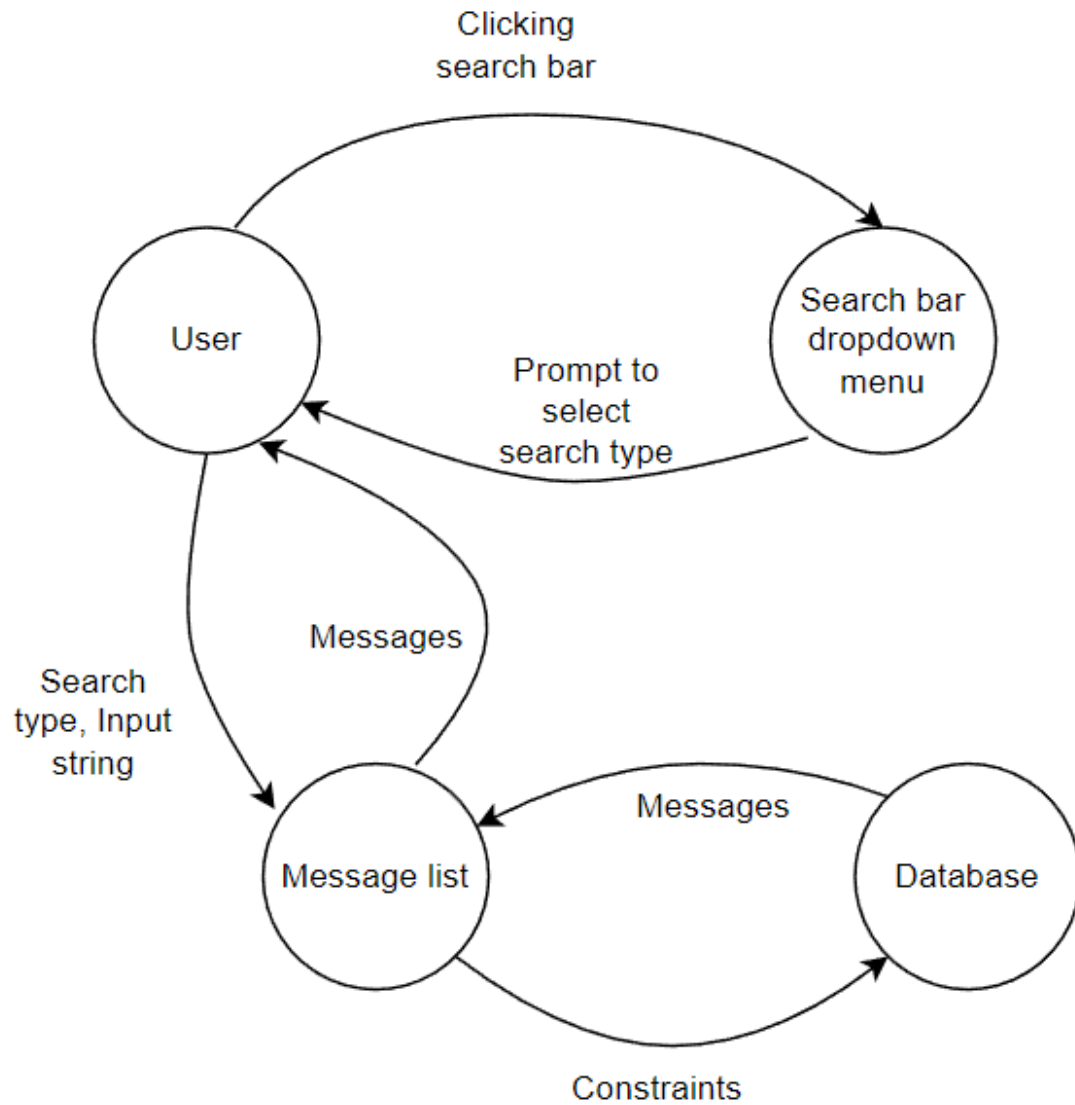 Clicking
search bar
User
Search bar
dropdown
menu
Prompt to
select
search type
Messages
Search
type, Input
string
Messages
Message list
Database
Constraints